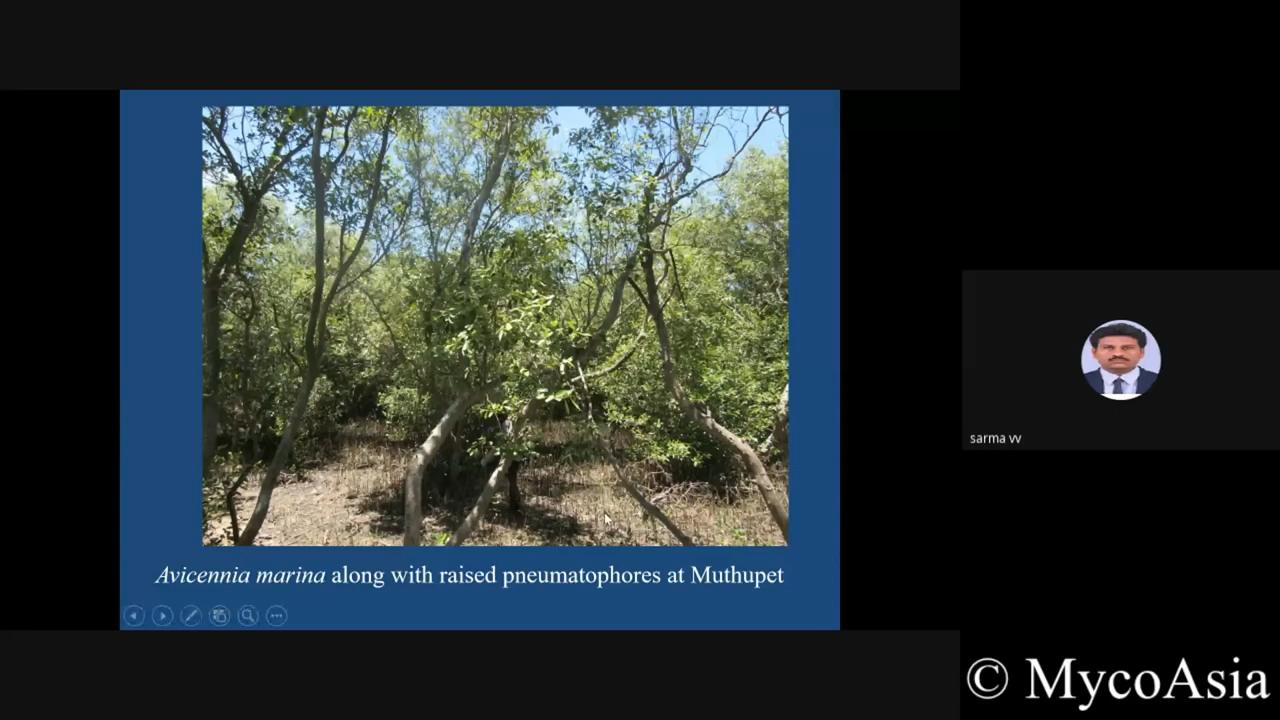 Avicennia marina along with raised pneumatophores at Muthupet
sarma vv
© MycoAsia